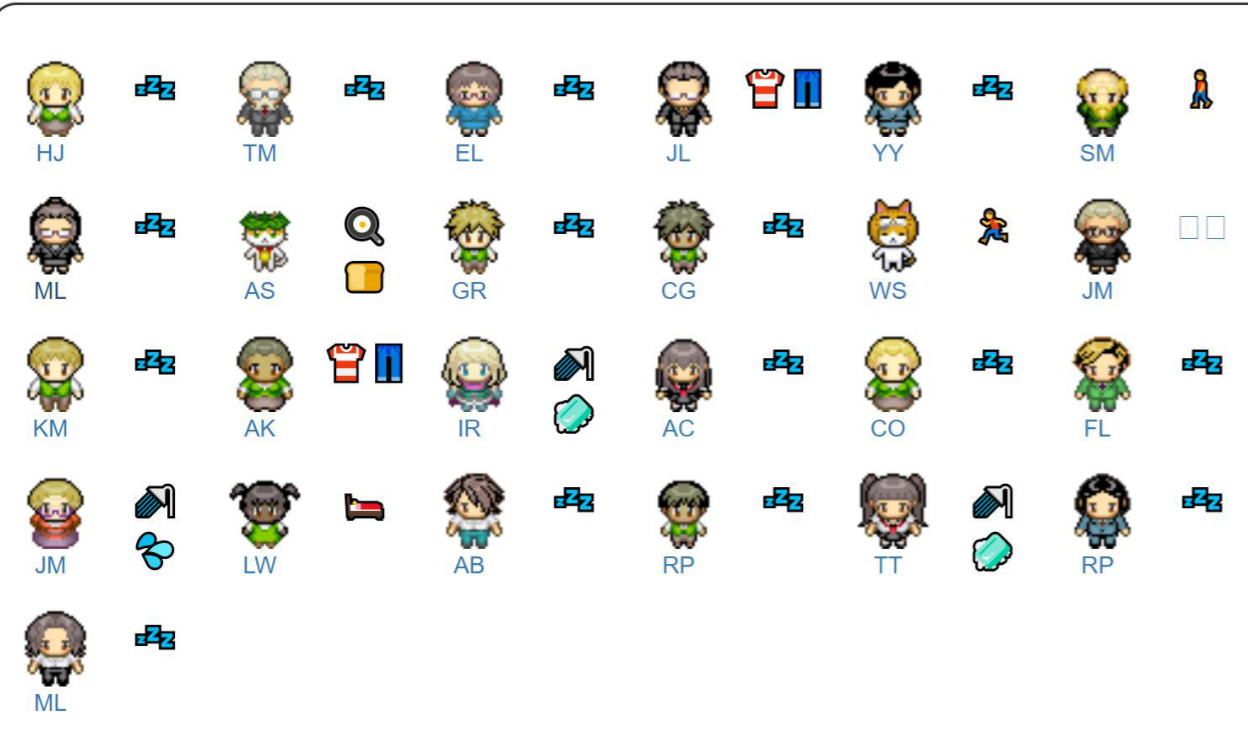 HJ TM EL JL YY SM
ML AS GR CG WS JM
KM AK IR AC CO FL
JM LW AB RP TT RP
ML